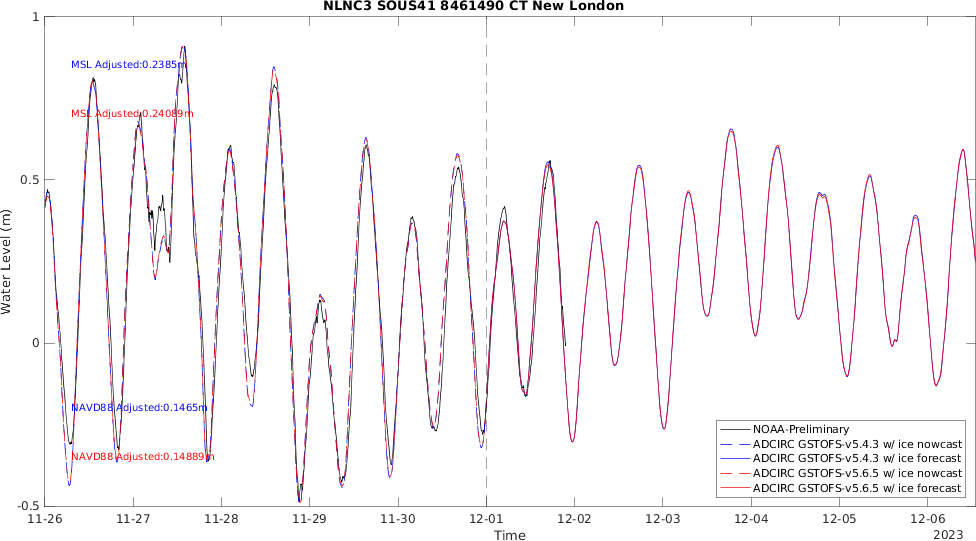 NLNC3 SOUS41 8461490 CT New London
1
0.5
0
-0.5
Water Level (m)
MSL Adjusted:0.2385m
MSL Adjusted:0.24089m
NAVD88 Adjusted:0.1465m
NAVD88 Adjusted:0.14889m
NOAA-Preliminary
ADCIRC GSTOFS-v5.4.3 w/ ice nowcast
ADCIRC GSTOFS-v5.4.3 w/ ice forecast
ADCIRC GSTOFS-v5.6.5 w/ ice nowcast
ADCIRC GSTOFS-v5.6.5 w/ ice forecast
11-26 11-27 11-28 11-29 11-30 12-01 12-02 12-03 12-04 12-05 12-06
Time
2023